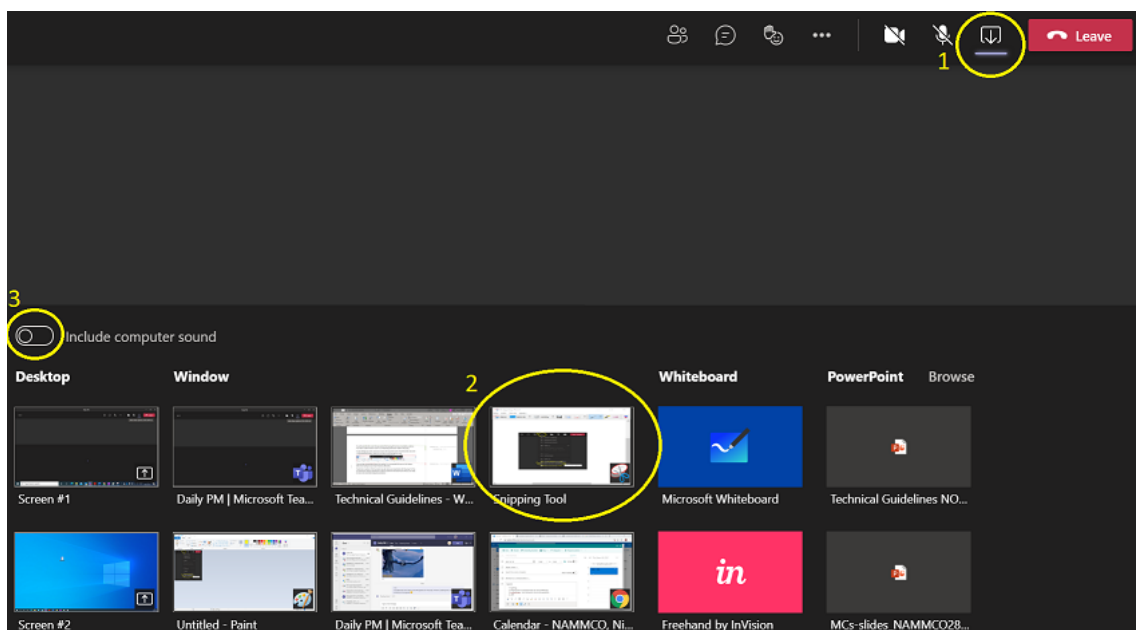 Leave
1
3
Include computer sound
Desktop Window Whiteboard PowerPoint Browse
2
Screen #1 Daily PM | Microsoft Tea... Technical Guidelines - W... Snipping Tool Microsoft Whiteboard Technical Guidelines NO...
in
Screen #2 Untitled - Paint Daily PM | Microsoft Tea... Calendar - NAMMCO, Ni... Freehand by InVision MCs-slides_NAMMCO28...